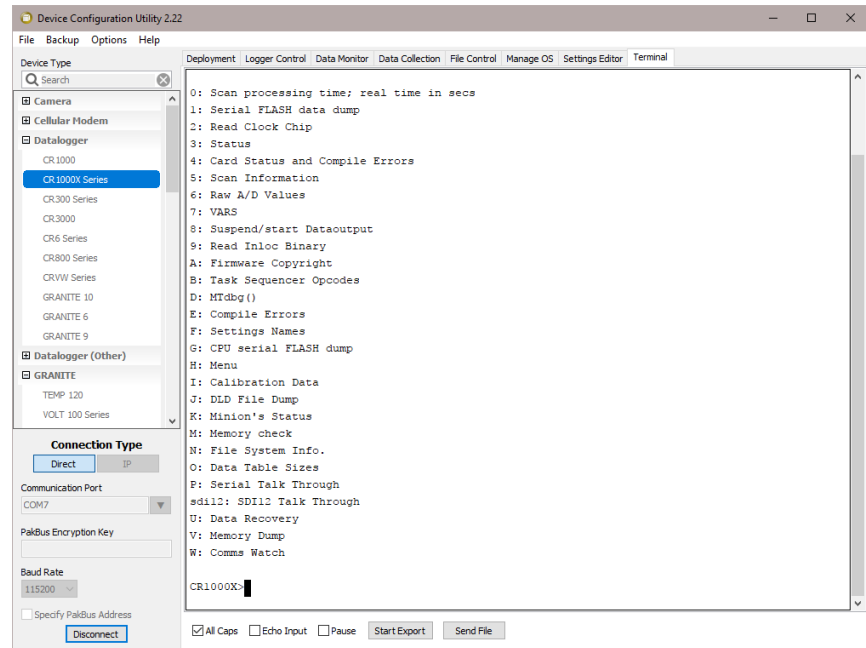 Device Configuration Utility 2.22
File Backup Options Help
Device Type
Search
Camera
Cellular Modem
Datalogger
CR1000
CR1000X Series
CR300 Series
CR3000
CR6 Series
CR800 Series
CRVW Series
GRANITE 10
GRANITE 6
GRANITE 9
Datalogger (Other)
GRANITE
TEMP 120
VOLT 100 Series
Connection Type
Direct IP
Communication Port
COM7
PakBus Encryption Key
Baud Rate
115200
Specify PakBus Address
Disconnect
Deployment Logger Control Data Monitor Data Collection File Control Manage OS Settings Editor Terminal
0: Scan processing time; real time in secs
1: Serial FLASH data dump
2: Read Clock Chip
3: Status
4: Card Status and Compile Errors
5: Scan Information
6: Raw A/D Values
7: VARS
8: Suspend/start Dataoutput
9: Read Inloc Binary
A: Firmware Copyright
B: Task Sequencer Opcodes
D: MTdbg()
E: Compile Errors
F: Settings Names
G: CPU serial FLASH dump
H: Menu
I: Calibration Data
J: DLD File Dump
K: Minion's Status
M: Memory check
N: File System Info.
O: Data Table Sizes
P: Serial Talk Through
sdi12: SDI12 Talk Through
U: Data Recovery
V: Memory Dump
W: Comms Watch
CR1000X>
All Caps Echo Input Pause Start Export Send File